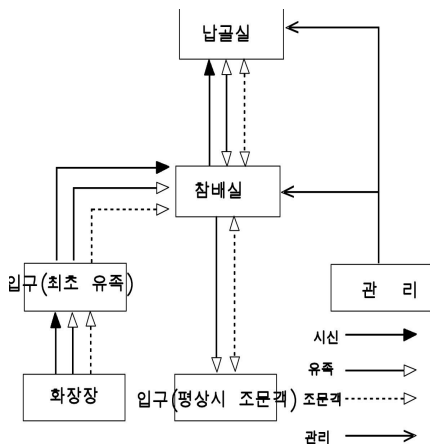 납골실
참배실
입구(최초 유족)
관 리
화장장
입구(평상시 조문객)
시신
유족
조문객
관리